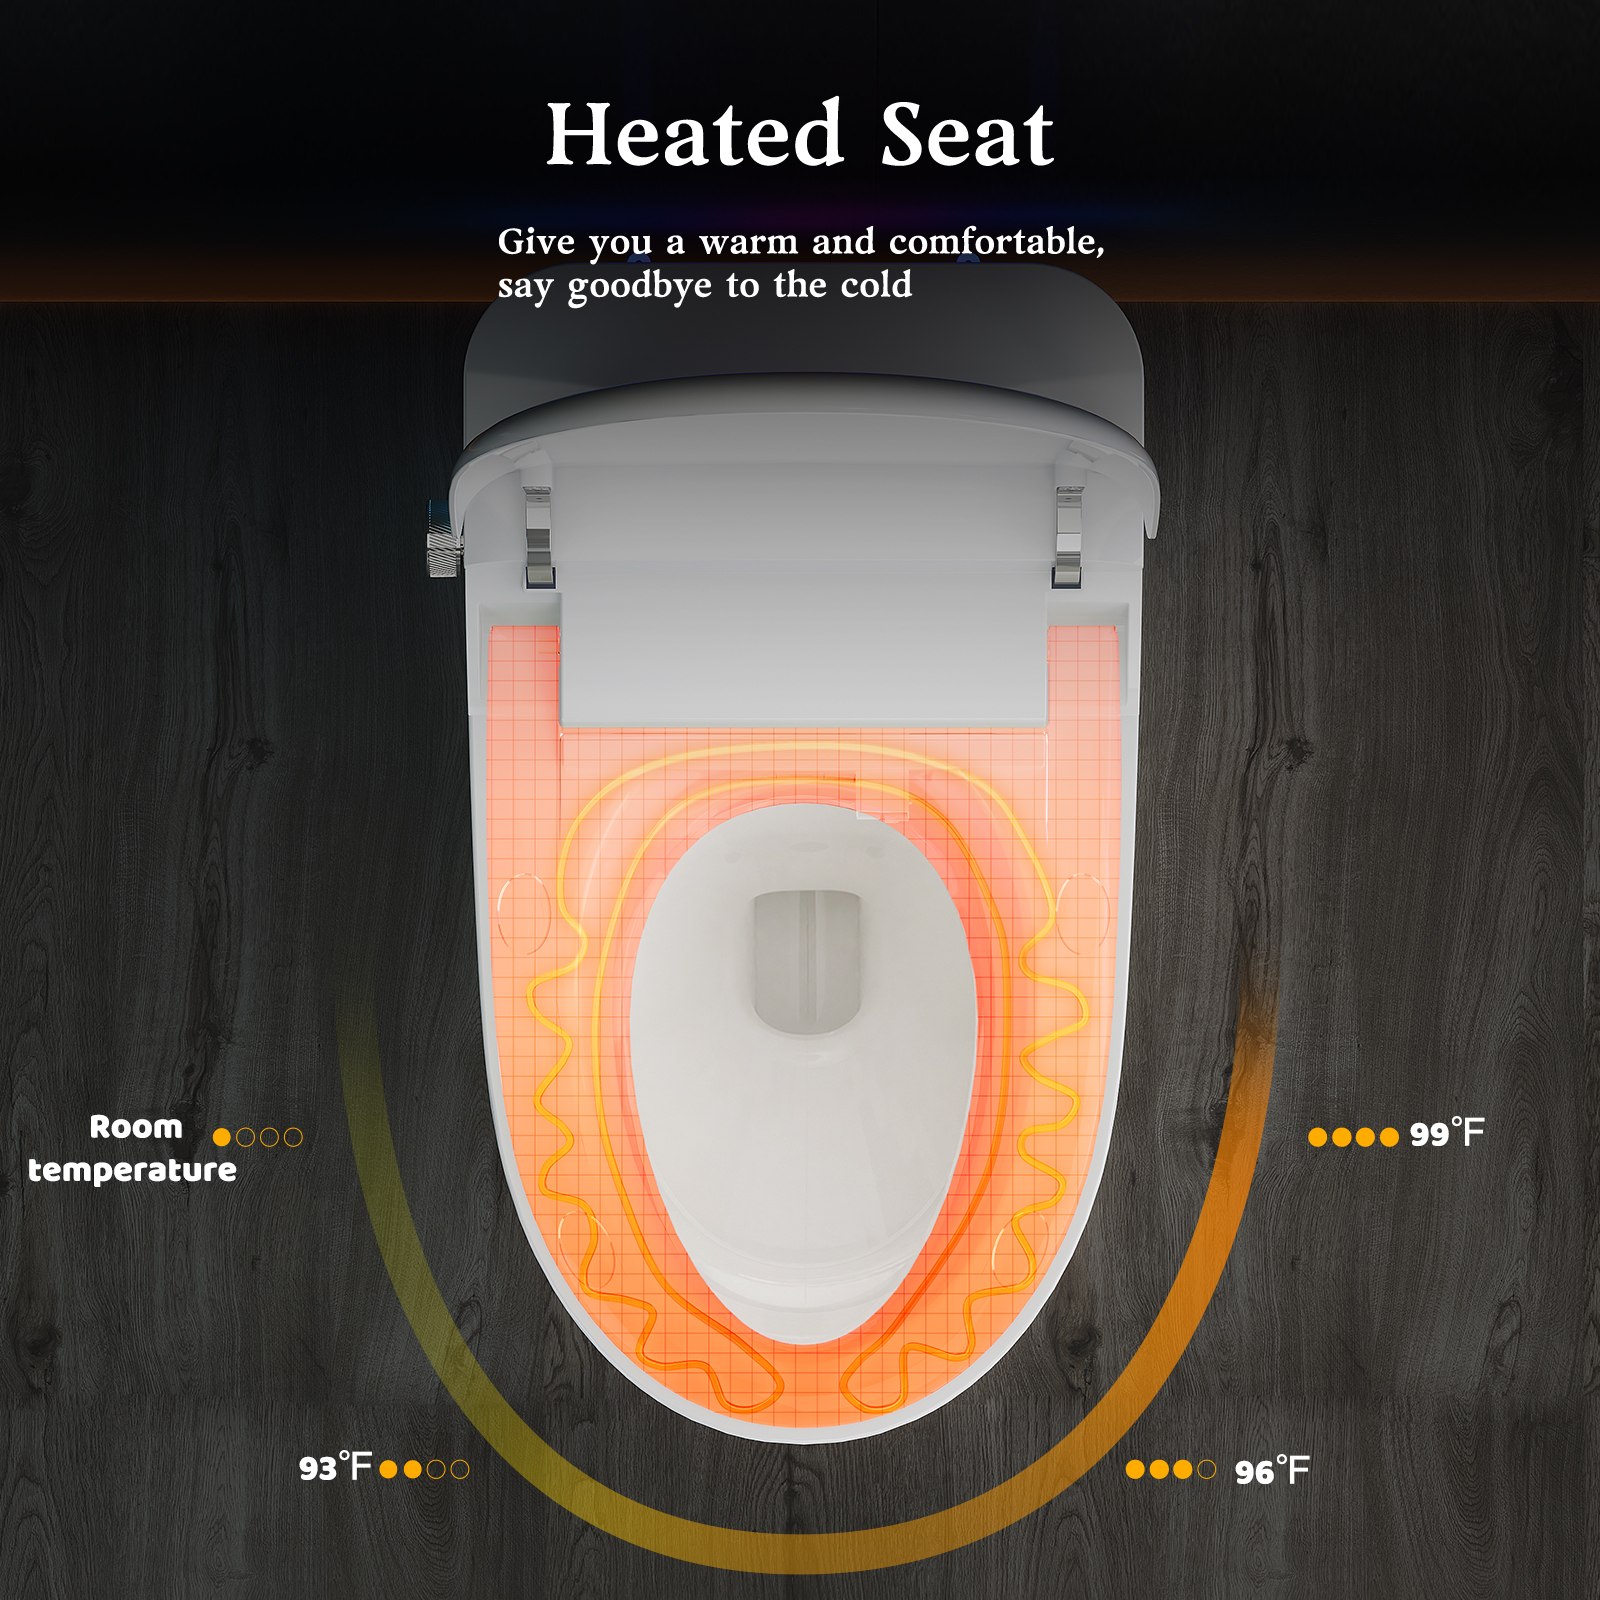 Heated Seat
Give you a warm and comfortable,
say goodbye to the cold
Room
temperature
99°F
93°F
96°F